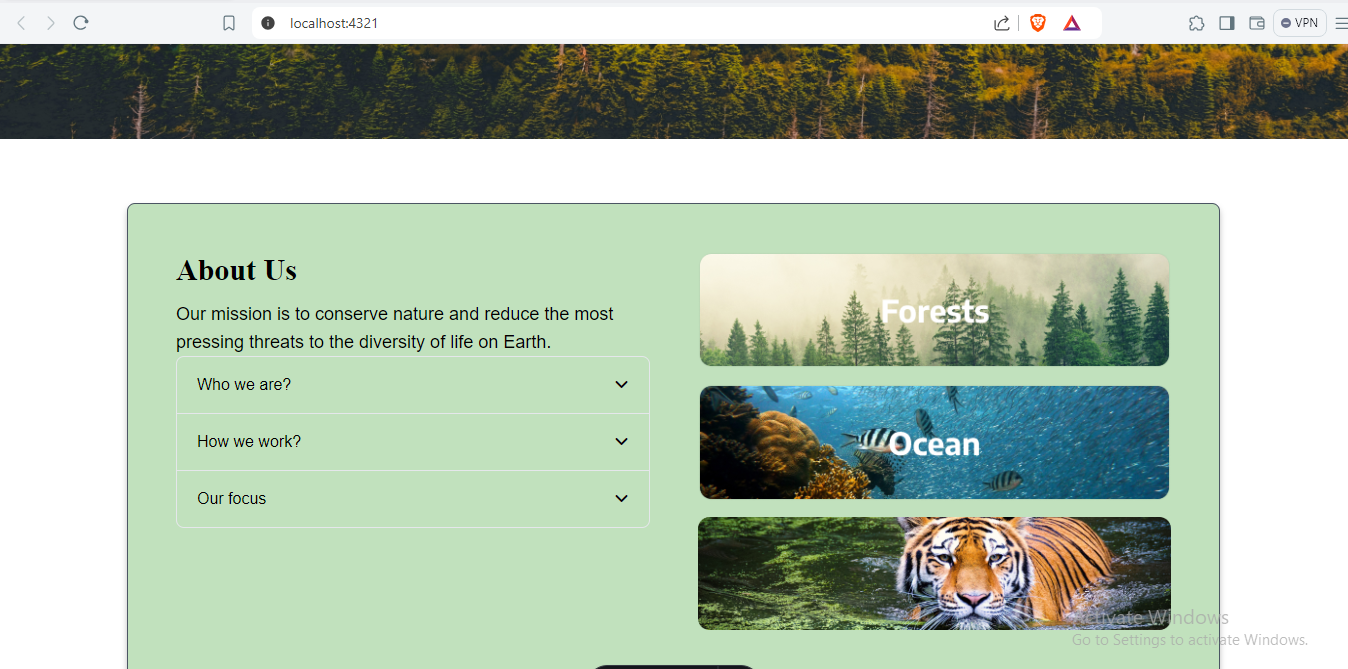 localhost:4321
VPN
About Us
Our mission is to conserve nature and reduce the most
pressing threats to the diversity of life on Earth.
Who we are?
How we work?
Our focus
Forests
Ocean
Activate Windows
Go to Settings to activate Windows.